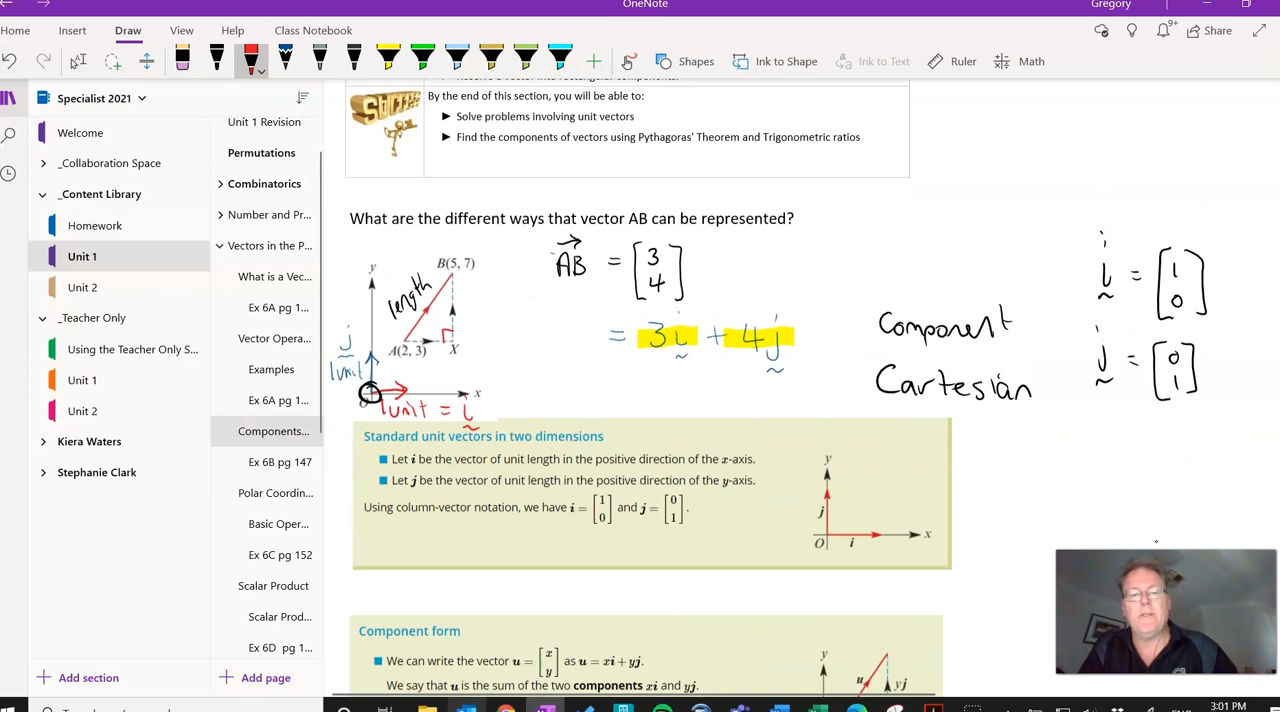 OneNote
Gregory
Home Insert Draw View Help Class Notebook
9+
Share
Shapes
Ink to Shape
Ink to Text
Ruler
Math
Specialist 2021
Welcome
_Collaboration Space
_Content Library
Homework
Unit 1
Unit 2
_Teacher Only
Using the Teacher Only S...
Unit 1
Unit 2
Kiera Waters
Stephanie Clark
Add section
Unit 1 Revision
Permutations
Combinatorics
Number and Pr...
Vectors in the P...
What is a Vec...
Ex 6A pg 1...
Vector Opera...
Examples
Ex 6A pg 1...
Components...
Ex 6B pg 147
Polar Coordin...
Basic Oper...
Ex 6C pg 152
Scalar Product
Scalar Prod...
Ex 6D pg 1...
Add page
SUCCESS
By the end of this section, you will be able to:
► Solve problems involving unit vectors
► Find the components of vectors using Pythagoras' Theorem and Trigonometric ratios
What are the different ways that vector AB can be represented?
y
B(5, 7)
length
A(2, 3)
X
j
1 unit
O
x
1 unit = i
AB = [3 4]
= 3i + 4j
Component
Cartesian
i
i = [1 0]
j = [0 1]
Standard unit vectors in two dimensions
■ Let i be the vector of unit length in the positive direction of the x-axis.
■ Let j be the vector of unit length in the positive direction of the y-axis.
Using column-vector notation, we have i = [1 0] and j = [0 1].
y
j
O
i
x
Component form
■ We can write the vector u = [x y] as u = xi + yj.
We say that u is the sum of the two components xi and yj.
y
u
yj
3:01 PM